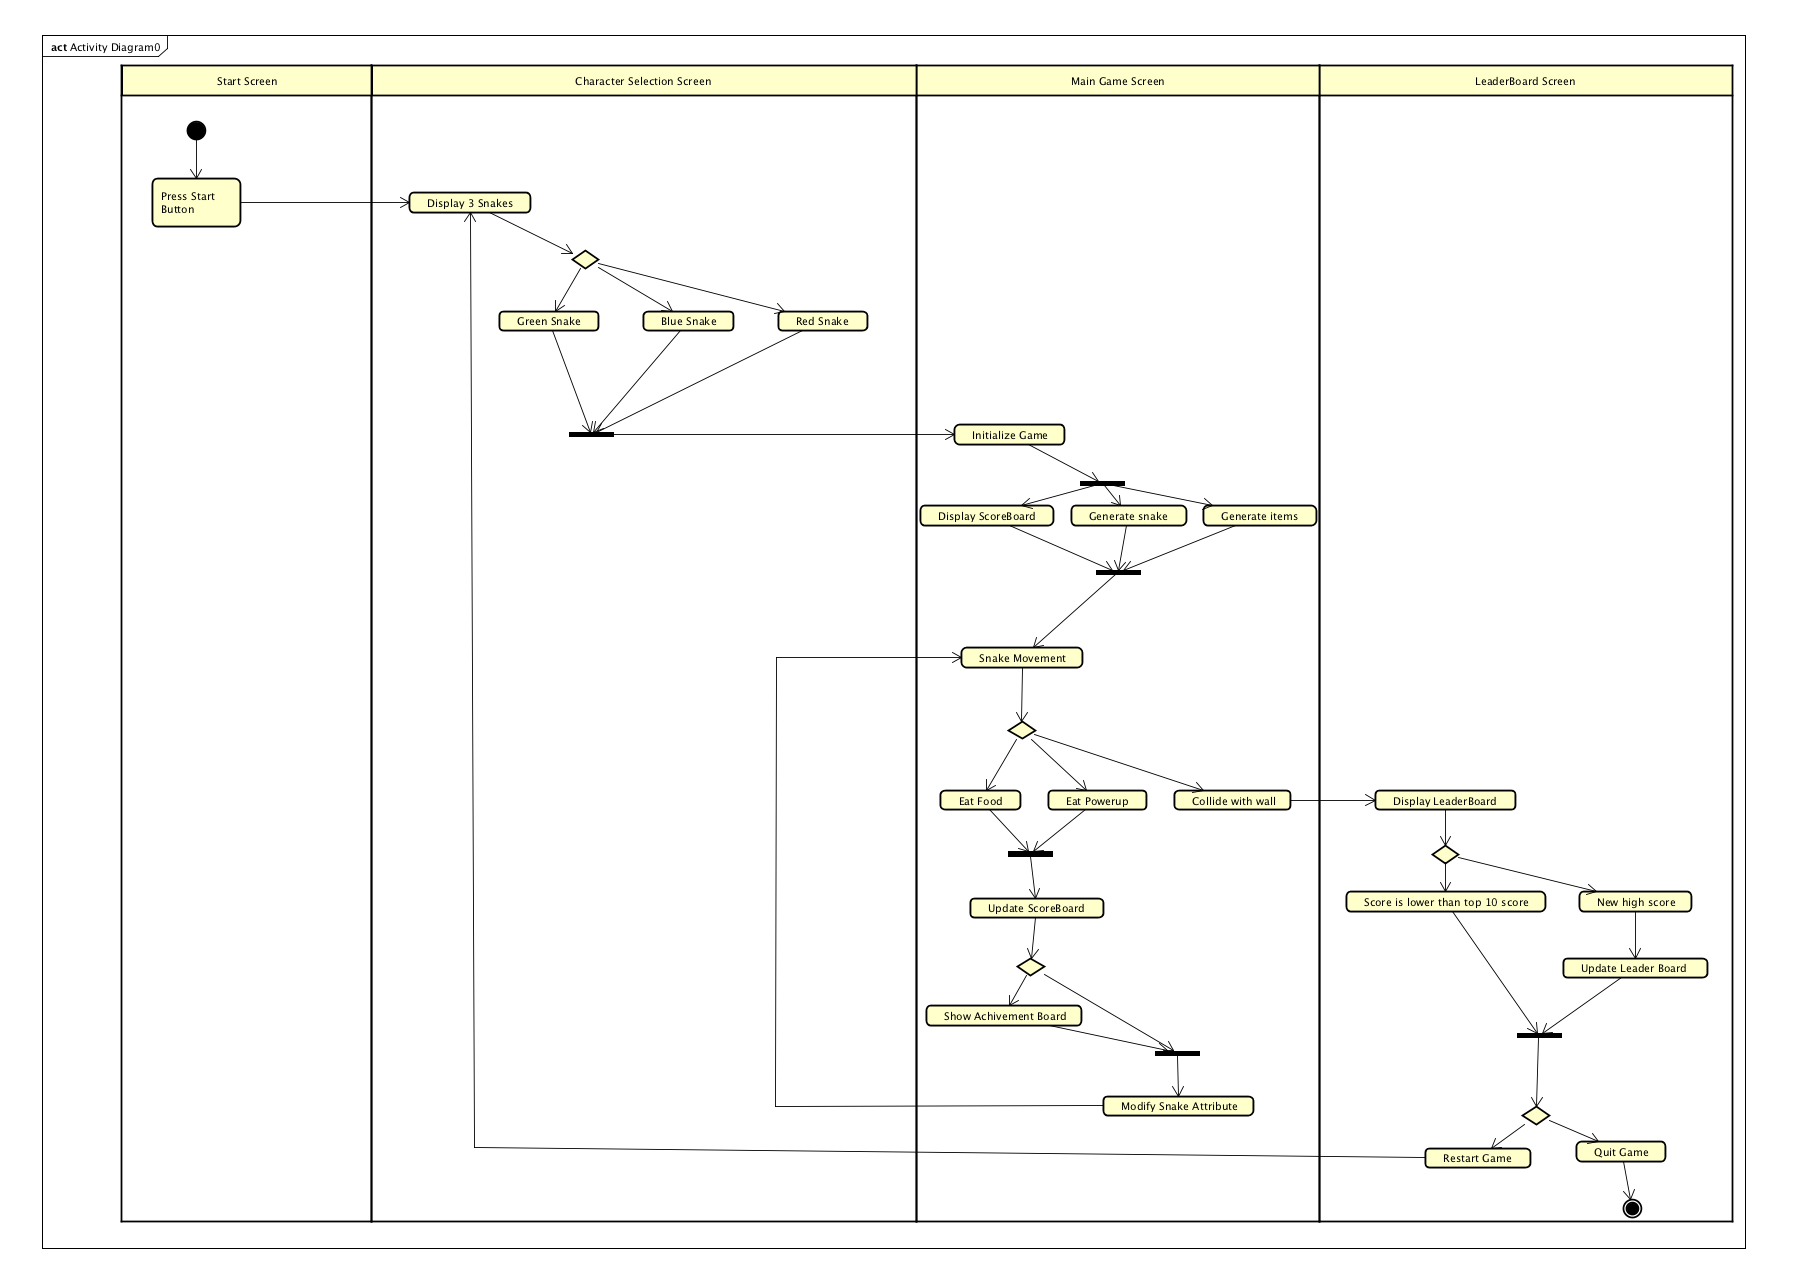 act Activity Diagram0
Start Screen
Character Selection Screen
Main Game Screen
LeaderBoard Screen
Press Start
Button
Display 3 Snakes
Green Snake
Blue Snake
Red Snake
Initialize Game
Display ScoreBoard
Generate snake
Generate items
Snake Movement
Eat Food
Eat Powerup
Collide with wall
Display LeaderBoard
Score is lower than top 10 score
New high score
Update ScoreBoard
Update Leader Board
Show Achivement Board
Modify Snake Attribute
Restart Game
Quit Game